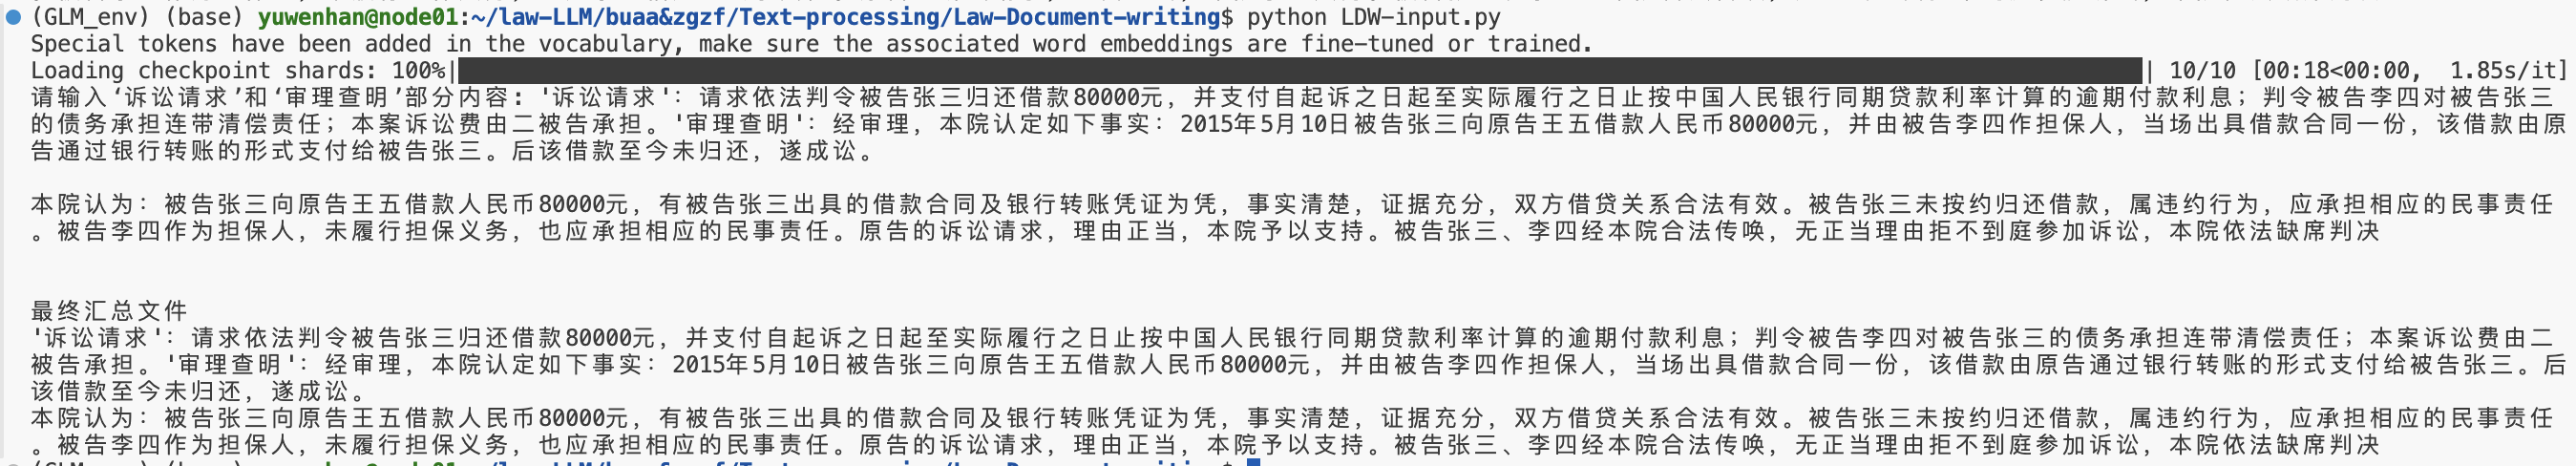 (GLM_env) (base) yuwenhan@node01:~/law-LLM/buaa&zgzf/Text-processing/Law-Document-writing$ python LDW-input.py
Special tokens have been added in the vocabulary, make sure the associated word embeddings are fine-tuned or trained.
Loading checkpoint shards: 100%|██████████| 10/10 [00:18<00:00,  1.85s/it]
请输入‘诉讼请求’和‘审理查明’部分内容: '诉讼请求'：请求依法判令被告张三归还借款80000元，并支付自起诉之日起至实际履行之日止按中国人民银行同期贷款利率计算的逾期付款利息；判令被告李四对被告张三
的债务承担连带清偿责任；本案诉讼费由二被告承担。'审理查明'：经审理，本院认定如下事实：2015年5月10日被告张三向原告王五借款人民币80000元，并由被告李四作担保人，当场出具借款合同一份，该借款由原
告通过银行转账的形式支付给被告张三。后该借款至今未归还，遂成讼。
本院认为：被告张三向原告王五借款人民币80000元，有被告张三出具的借款合同及银行转账凭证为凭，事实清楚，证据充分，双方借贷关系合法有效。被告张三未按约归还借款，属违约行为，应承担相应的民事责任
。被告李四作为担保人，未履行担保义务，也应承担相应的民事责任。原告的诉讼请求，理由正当，本院予以支持。被告张三、李四经本院合法传唤，无正当理由拒不到庭参加诉讼，本院依法缺席判决
最终汇总文件
'诉讼请求'：请求依法判令被告张三归还借款80000元，并支付自起诉之日起至实际履行之日止按中国人民银行同期贷款利率计算的逾期付款利息；判令被告李四对被告张三的债务承担连带清偿责任；本案诉讼费由二
被告承担。'审理查明'：经审理，本院认定如下事实：2015年5月10日被告张三向原告王五借款人民币80000元，并由被告李四作担保人，当场出具借款合同一份，该借款由原告通过银行转账的形式支付给被告张三。后
该借款至今未归还，遂成讼。
本院认为：被告张三向原告王五借款人民币80000元，有被告张三出具的借款合同及银行转账凭证为凭，事实清楚，证据充分，双方借贷关系合法有效。被告张三未按约归还借款，属违约行为，应承担相应的民事责任
。被告李四作为担保人，未履行担保义务，也应承担相应的民事责任。原告的诉讼请求，理由正当，本院予以支持。被告张三、李四经本院合法传唤，无正当理由拒不到庭参加诉讼，本院依法缺席判决